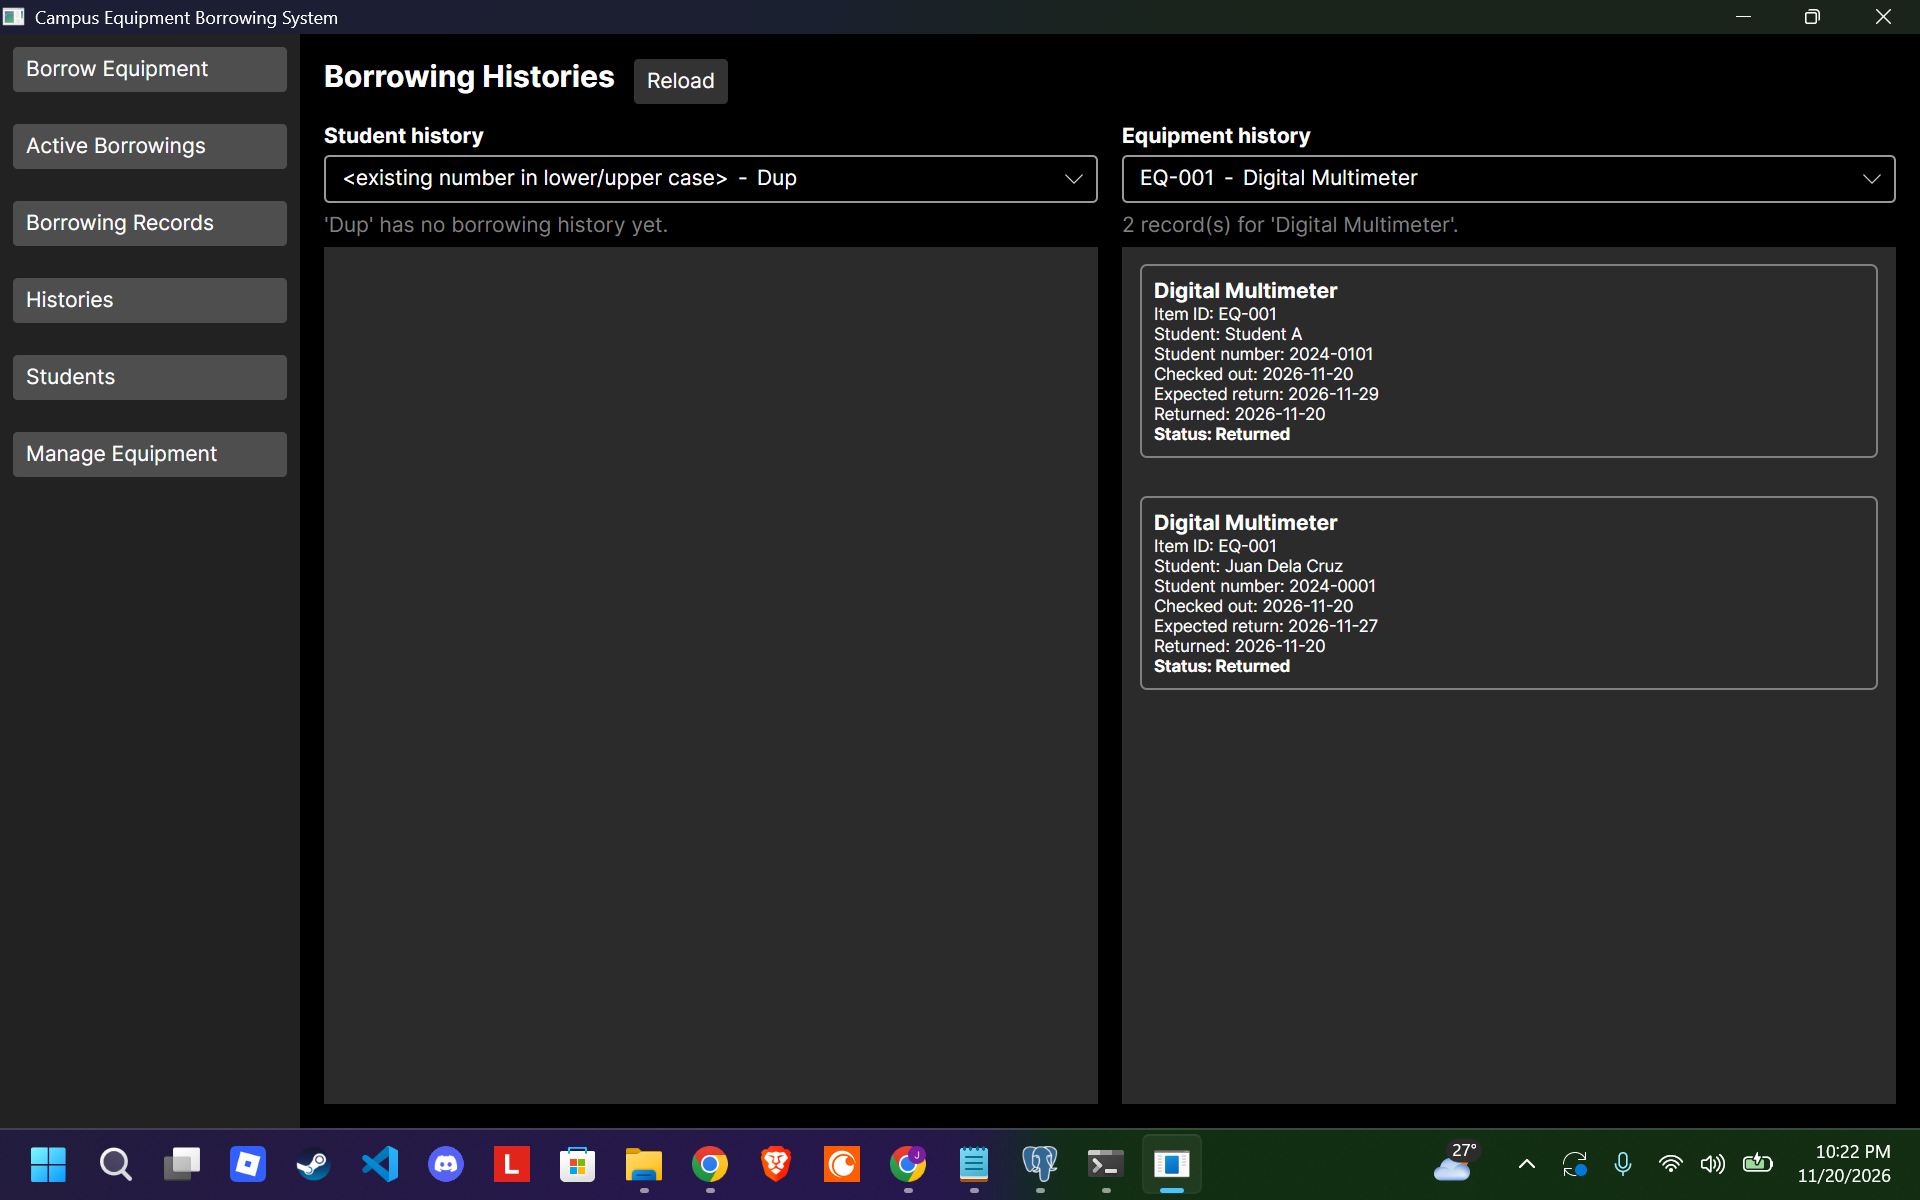 Campus Equipment Borrowing System
Borrow Equipment
Active Borrowings
Borrowing Records
Histories
Students
Manage Equipment
Borrowing Histories
Reload
Student history
<existing number in lower/upper case> - Dup
'Dup' has no borrowing history yet.
Equipment history
EQ-001 - Digital Multimeter
2 record(s) for 'Digital Multimeter'.
Digital Multimeter
Item ID: EQ-001
Student: Student A
Student number: 2024-0101
Checked out: 2026-11-20
Expected return: 2026-11-29
Returned: 2026-11-20
Status: Returned
Digital Multimeter
Item ID: EQ-001
Student: Juan Dela Cruz
Student number: 2024-0001
Checked out: 2026-11-20
Expected return: 2026-11-27
Returned: 2026-11-20
Status: Returned
L
J
27°
10:22 PM
11/20/2026